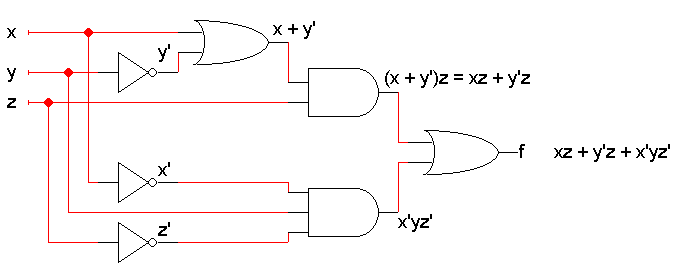 x
x + y'
y'
y
(x + y')z = xz + y'z
z
f
xz + y'z + x'yz'
x'
x'yz'
z'